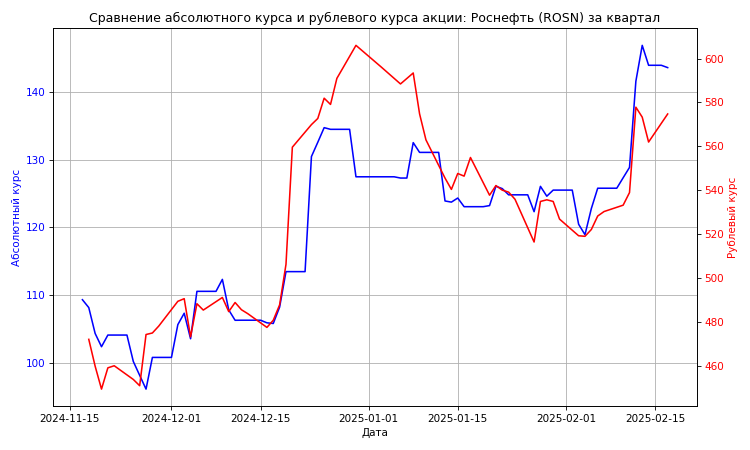 Сравнение абсолютного курса и рублевого курса акции: Роснефть (ROSN) за квартал
Абсолютный курс
140
130
120
110
100
600
580
560
540
520
500
480
460
Рублевый курс
2024-11-15 2024-12-01 2024-12-15 2025-01-01 2025-01-15 2025-02-01 2025-02-15
Дата